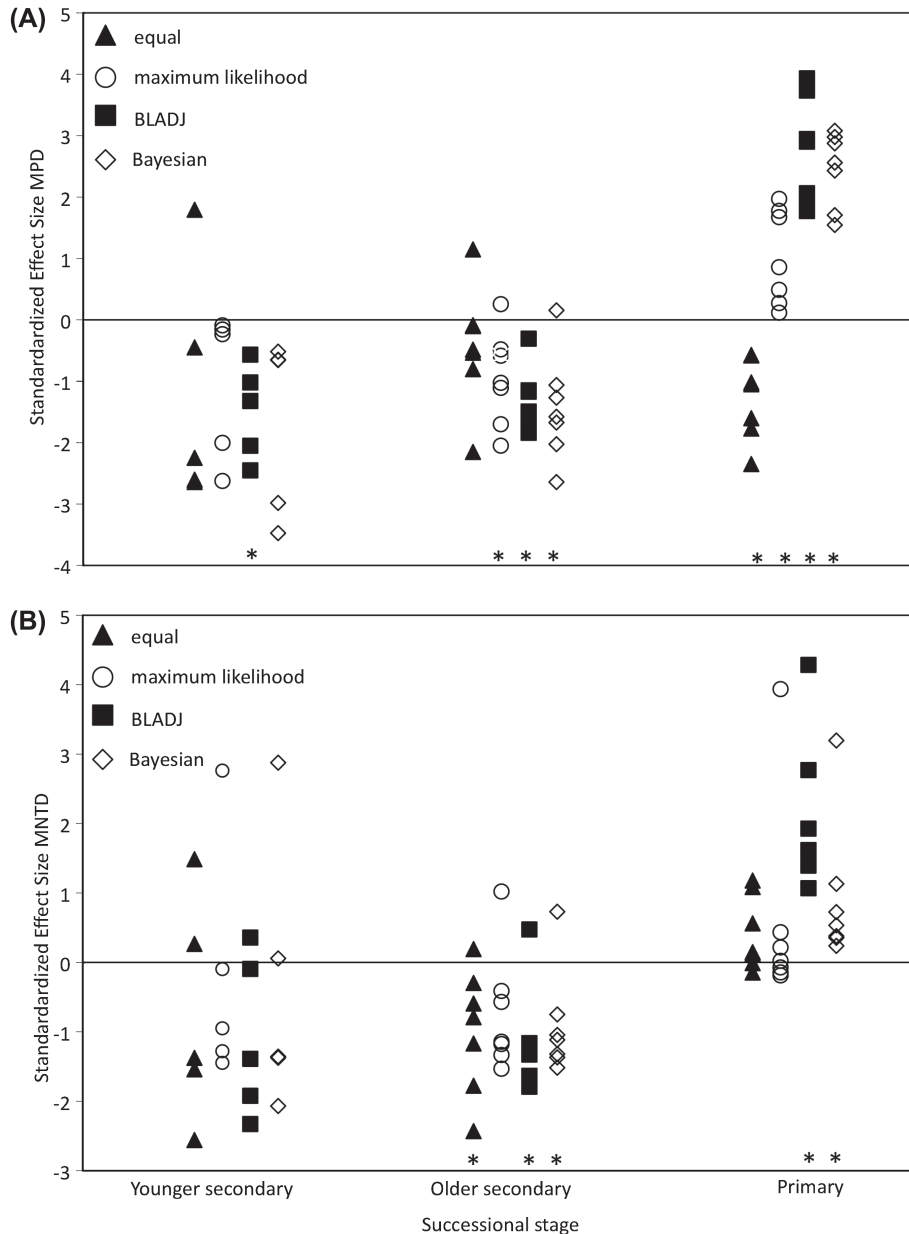 (A)
5
4
3
2
1
0
-1
-2
-3
-4
Standardized Effect Size MPD
equal
maximum likelihood
BLADJ
Bayesian
*
* * *
* * * *
(B)
5
4
3
2
1
0
-1
-2
-3
Standardardized Effect Size MNTD
equal
maximum likelihood
BLADJ
Bayesian
* * *
* *
Younger secondary Older secondary Primary
Successional stage